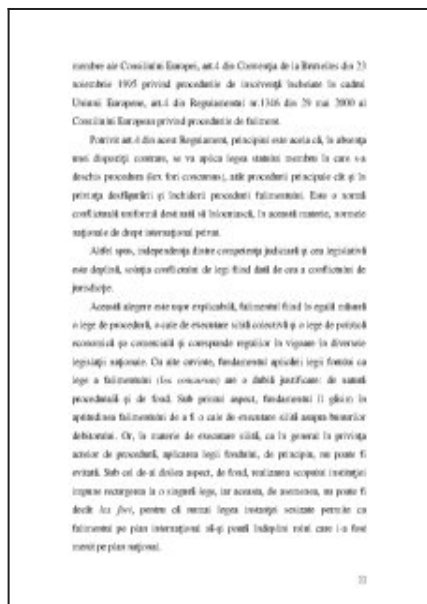 membre ale Consiliului Europei, art.4 din Convenţia de la Bruxelles din 23
noiembrie 1995 privind procedurile de insolvenţă încheiate în cadrul
Uniunii Europene, art.4 din Regulamentul nr.1346 din 29 mai 2000 al
Consiliului European privind procedurile de faliment.
Potrivit art.4 din acest Regulament, principiul este acela că, în absenţa
unei dispoziţii contrare, se va aplica legea statului membru în care s-a
deschis procedura (lex fori concursus), atât procedurii principale cât şi în
privinţa desfăşurării şi închiderii procedurii falimentului. Este o normă
conflictuală uniformă destinată să înlocuiască, în această materie, normele
naţionale de drept internaţional privat.
Altfel spus, independenţa dintre competenţa judiciară şi cea legislativă
este deplină, soluţia conflictului de legi fiind dată de cea a conflictului de
jurisdicţie.
Această alegere este uşor explicabilă, falimentul fiind în egală măsură
o lege de procedură, o cale de executare silită colectivă şi o lege de politică
economică şi comercială şi corespunde regulilor în vigoare în diversele
legislaţii naţionale. Cu alte cuvinte, fundamentul aplicării legii forului ca
lege a falimentului (lex concursus) are o dublă justificare: de natură
procedurală şi de fond. Sub primul aspect, fundamentul îl găsim în
aptitudinea falimentului de a fi o cale de executare silită asupra bunurilor
debitorului. Or, în materie de executare silită, ca în general în privinţa
actelor de procedură, aplicarea legii fondului, de principiu, nu poate fi
evitată. Sub cel de-al doilea aspect, de fond, realizarea scopului instituţiei
impune recurgerea la o singură lege, iar aceasta, de asemenea, nu poate fi
decât lex fori, pentru că numai legea instanţei sesizate permite ca
falimentul pe plan internaţional să-şi poată îndeplini rolul care i-a fost
menit pe plan naţional.